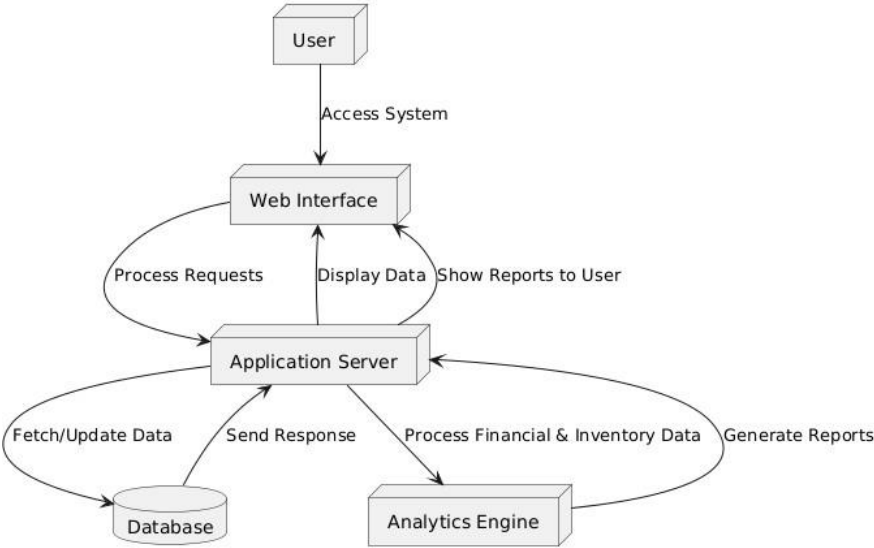 User
Access System
Web Interface
Process Requests
Display Data
Show Reports to User
Application Server
Fetch/Update Data
Send Response
Process Financial & Inventory Data
Generate Reports
Database
Analytics Engine